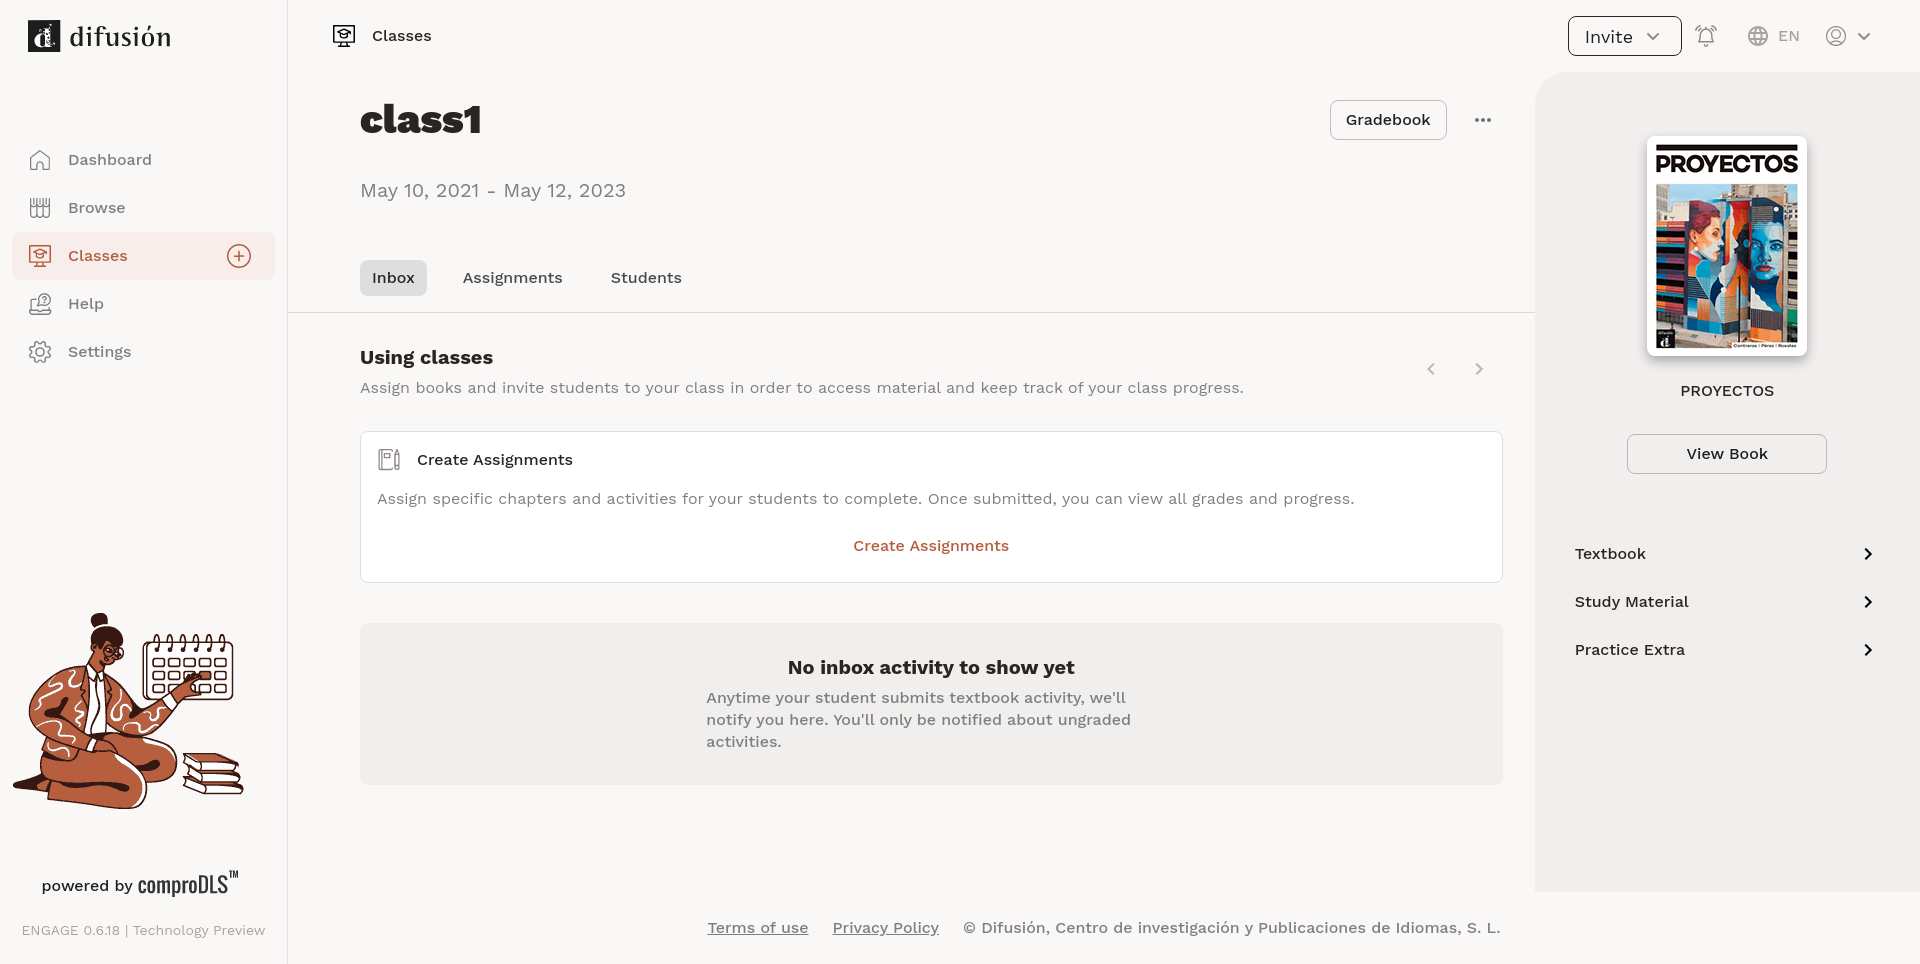 difusión
Classes
Invite
EN
Dashboard
Browse
Classes
Help
Settings
class1
Gradebook
May 10, 2021 - May 12, 2023
Inbox
Assignments
Students
Using classes
Assign books and invite students to your class in order to access material and keep track of your class progress.
Create Assignments
Assign specific chapters and activities for your students to complete. Once submitted, you can view all grades and progress.
Create Assignments
No inbox activity to show yet
Anytime your student submits textbook activity, we'll
notify you here. You'll only be notified about ungraded
activities.
PROYECTOS
Contreras | Pérez | Rosales
PROYECTOS
View Book
Textbook
Study Material
Practice Extra
powered by comproDLS™
ENGAGE 0.6.18 | Technology Preview
Terms of use
Privacy Policy
© Difusión, Centro de investigación y Publicaciones de Idiomas, S. L.